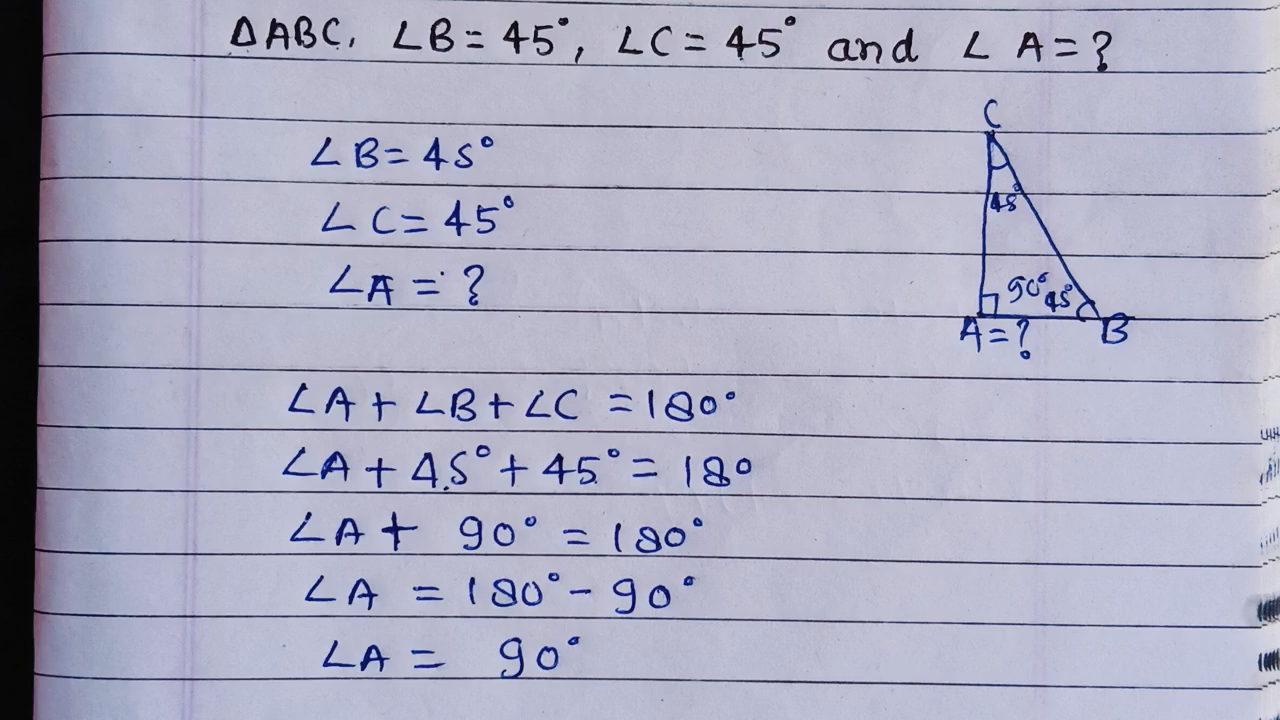 ΔABC. ∠B = 45°, ∠C = 45° and ∠A = ?
∠B = 45°
∠C = 45°
∠A = ?
C
45°
90° 45°
A = ? B
∠A + ∠B + ∠C = 180°
∠A + 45° + 45° = 180
∠A + 90° = 180°
∠A = 180° - 90°
∠A = 90°